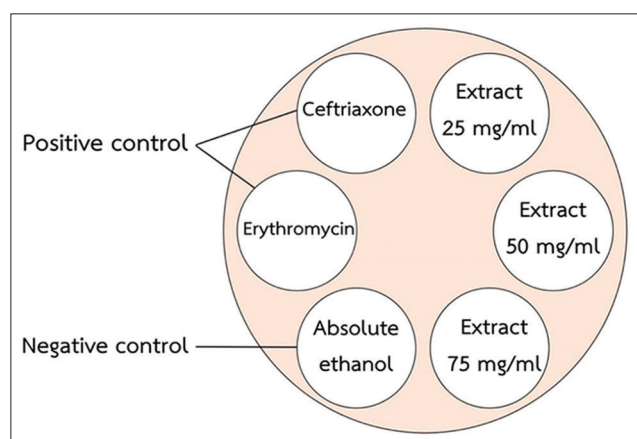 Ceftriaxone
Extract
25 mg/ml
Positive control
Erythromycin
Extract
50 mg/ml
Negative control
Absolute
ethanol
Extract
75 mg/ml